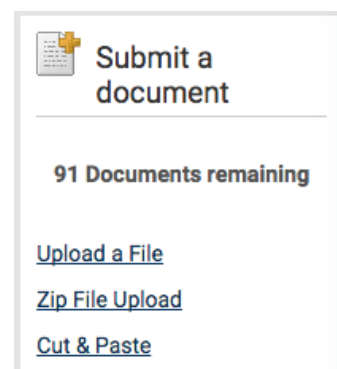 Submit a
document
91 Documents remaining
Upload a File
Zip File Upload
Cut & Paste